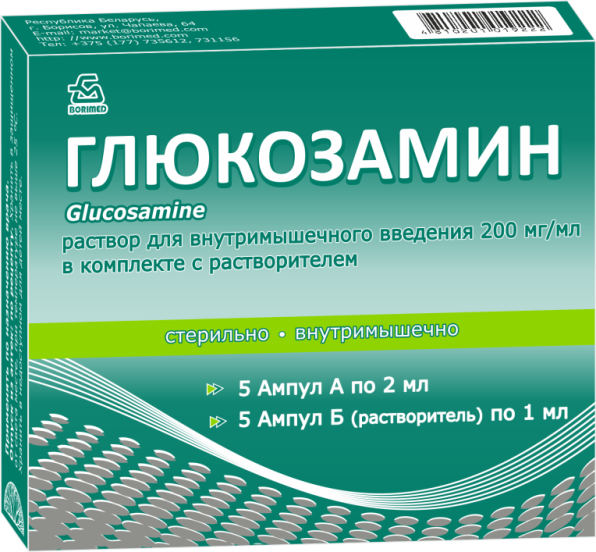 Республика Беларусь,
г. Борисов, ул. Чапаева, 64
E-mail: market@borimed.com
http: //www.borimed.com
Тел: +375 (177) 735612, 731156
4810201019222
BORIMED
ГЛЮКОЗАМИН
Glucosamine
раствор для внутримышечного введения 200 мг/мл
в комплекте с растворителем
стерильно • внутримышечно
5 Ампул А по 2 мл
5 Ампул Б (растворитель) по 1 мл